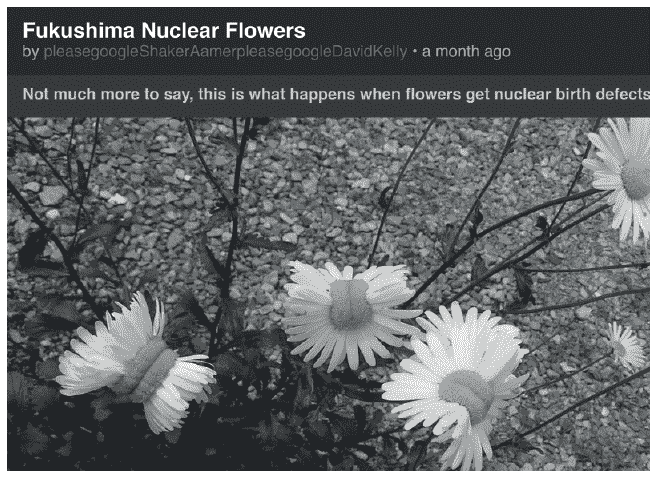 Fukushima Nuclear Flowers
by pleasegoogleShakerAamerpleasegoogleDavidKelly • a month ago
Not much more to say, this is what happens when flowers get nuclear birth defects